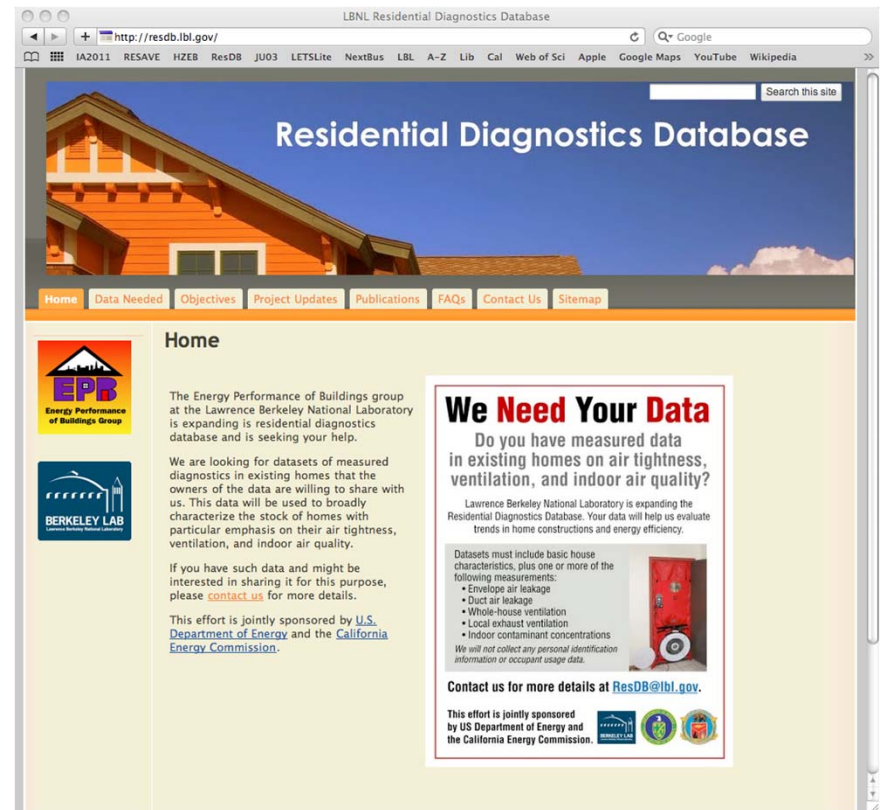 LBNL Residential Diagnostics Database
http://resdb.lbl.gov/
Google
IA2011 RESAVE HZEB ResDB JU03 LETSLite NextBus LBL A-Z Lib Cal Web of Sci Apple Google Maps YouTube Wikipedia
Search this site
Residential Diagnostics Database
Home Data Needed Objectives Project Updates Publications FAQs Contact Us Sitemap
EPB
Energy Performance
of Buildings Group
BERKELEY LAB
Lawrence Berkeley National Laboratory
Home
The Energy Performance of Buildings group
at the Lawrence Berkeley National Laboratory
is expanding is residential diagnostics
database and is seeking your help.
We are looking for datasets of measured
diagnostics in existing homes that the
owners of the data are willing to share with
us. This data will be used to broadly
characterize the stock of homes with
particular emphasis on their air tightness,
ventilation, and indoor air quality.
If you have such data and might be
interested in sharing it for this purpose,
please contact us for more details.
This effort is jointly sponsored by U.S.
Department of Energy and the California
Energy Commission.
We Need Your Data
Do you have measured data
in existing homes on air tightness,
ventilation, and indoor air quality?
Lawrence Berkeley National Laboratory is expanding the
Residential Diagnostics Database. Your data will help us evaluate
trends in home constructions and energy efficiency.
Datasets must include basic house
characteristics, plus one or more of the
following measurements:
• Envelope air leakage
• Duct air leakage
• Whole-house ventilation
• Local exhaust ventilation
• Indoor contaminant concentrations
We will not collect any personal identification
information or occupant usage data.
Contact us for more details at ResDB@lbl.gov.
This effort is jointly sponsored
by US Department of Energy and
the California Energy Commission.
BERKELEY LAB